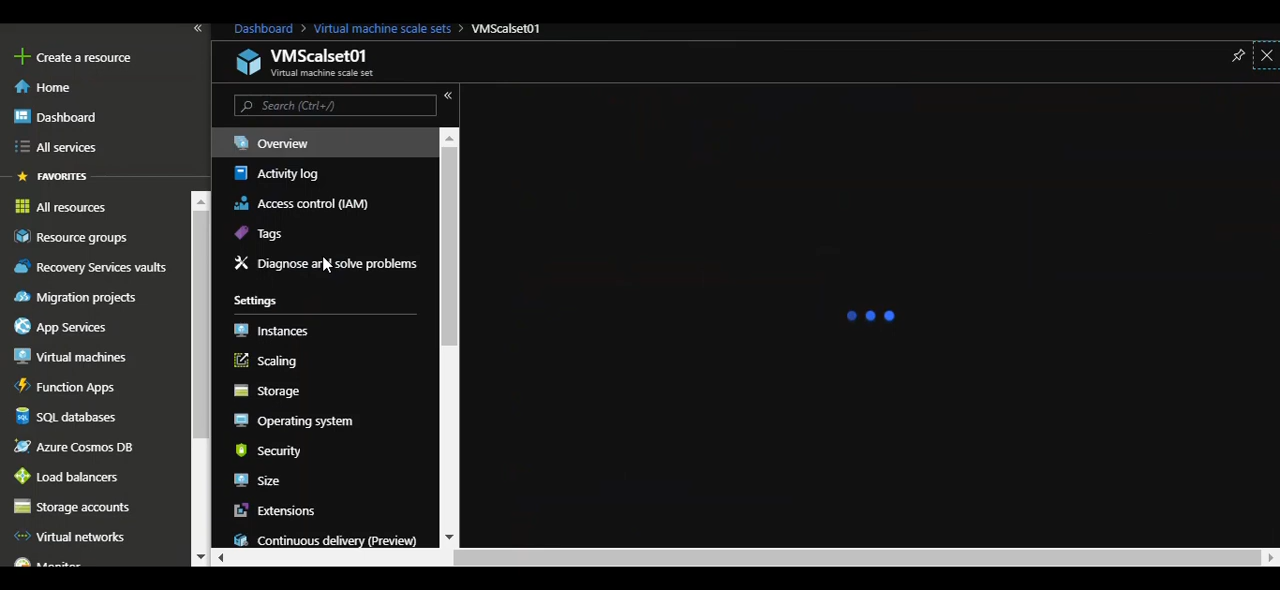 Dashboard > Virtual machine scale sets > VMScalset01
VMScalset01
Virtual machine scale set
Create a resource
Home
Dashboard
All services
FAVORITES
All resources
Resource groups
Recovery Services vaults
Migration projects
App Services
Virtual machines
Function Apps
SQL databases
Azure Cosmos DB
Load balancers
Storage accounts
Virtual networks
Monitor
Search (Ctrl+/)
Overview
Activity log
Access control (IAM)
Tags
Diagnose and solve problems
Settings
Instances
Scaling
Storage
Operating system
Security
Size
Extensions
Continuous delivery (Preview)